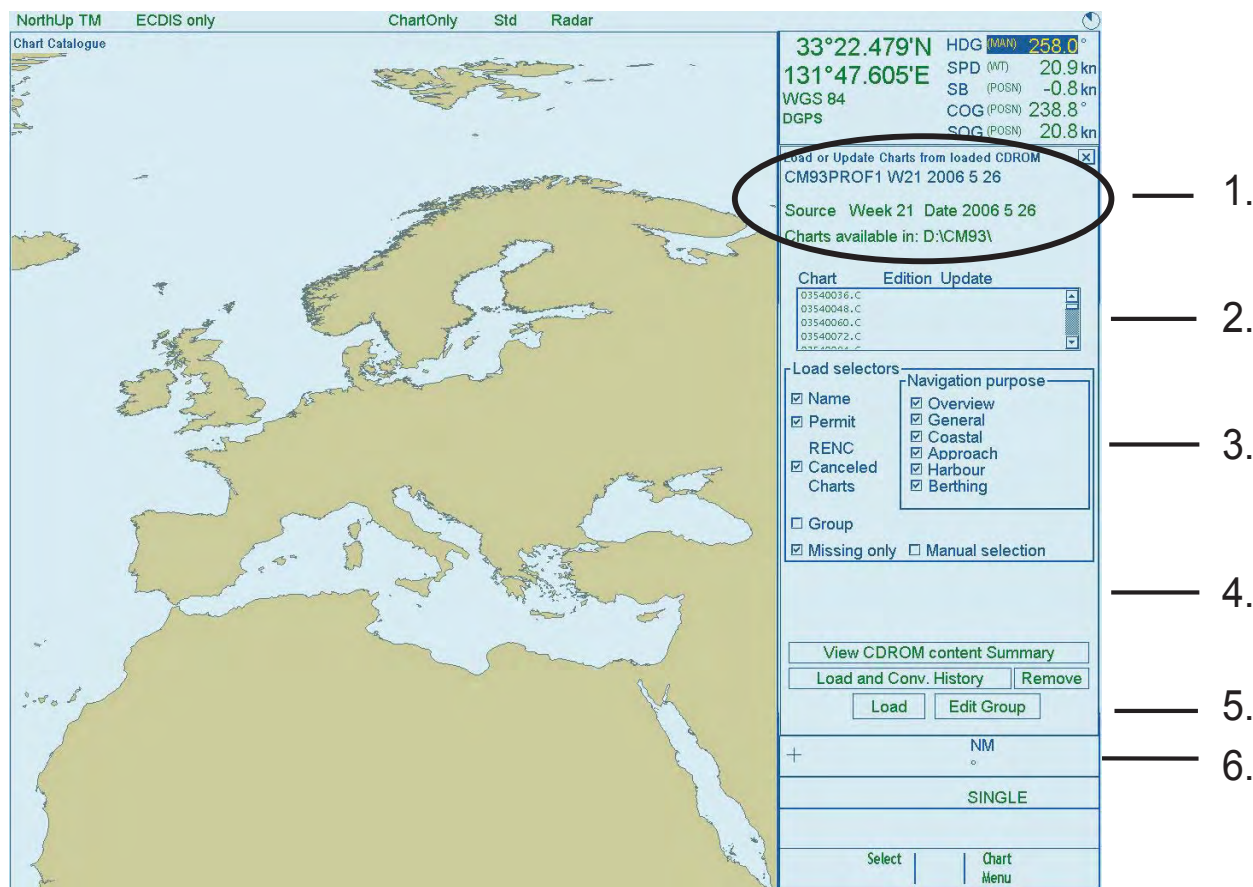 NorthUp TM ECDIS only ChartOnly Std Radar
Chart Catalogue
33°22.479'N
131°47.605'E
WGS 84
DGPS
HDG (MAN) 258.0°
SPD (WT) 20.9 kn
SB (POSN) -0.8 kn
COG (POSN) 238.8°
SOG (POSN) 20.8 kn
Load or Update Charts from loaded CDROM
CM93PROF1 W21 2006 5 26
Source Week 21 Date 2006 5 26
Charts available in: D:\CM93\
1.
Chart Edition Update
03540036.C
03540048.C
03540060.C
03540072.C
2.
Load selectors
Name
Permit
RENC
Canceled
Charts
Navigation purpose
Overview
General
Coastal
Approach
Harbour
Berthing
3.
Group
Missing only Manual selection
4.
View CDROM content Summary
Load and Conv. History Remove
Load Edit Group
5.
NM
°
6.
SINGLE
Select Chart
Menu